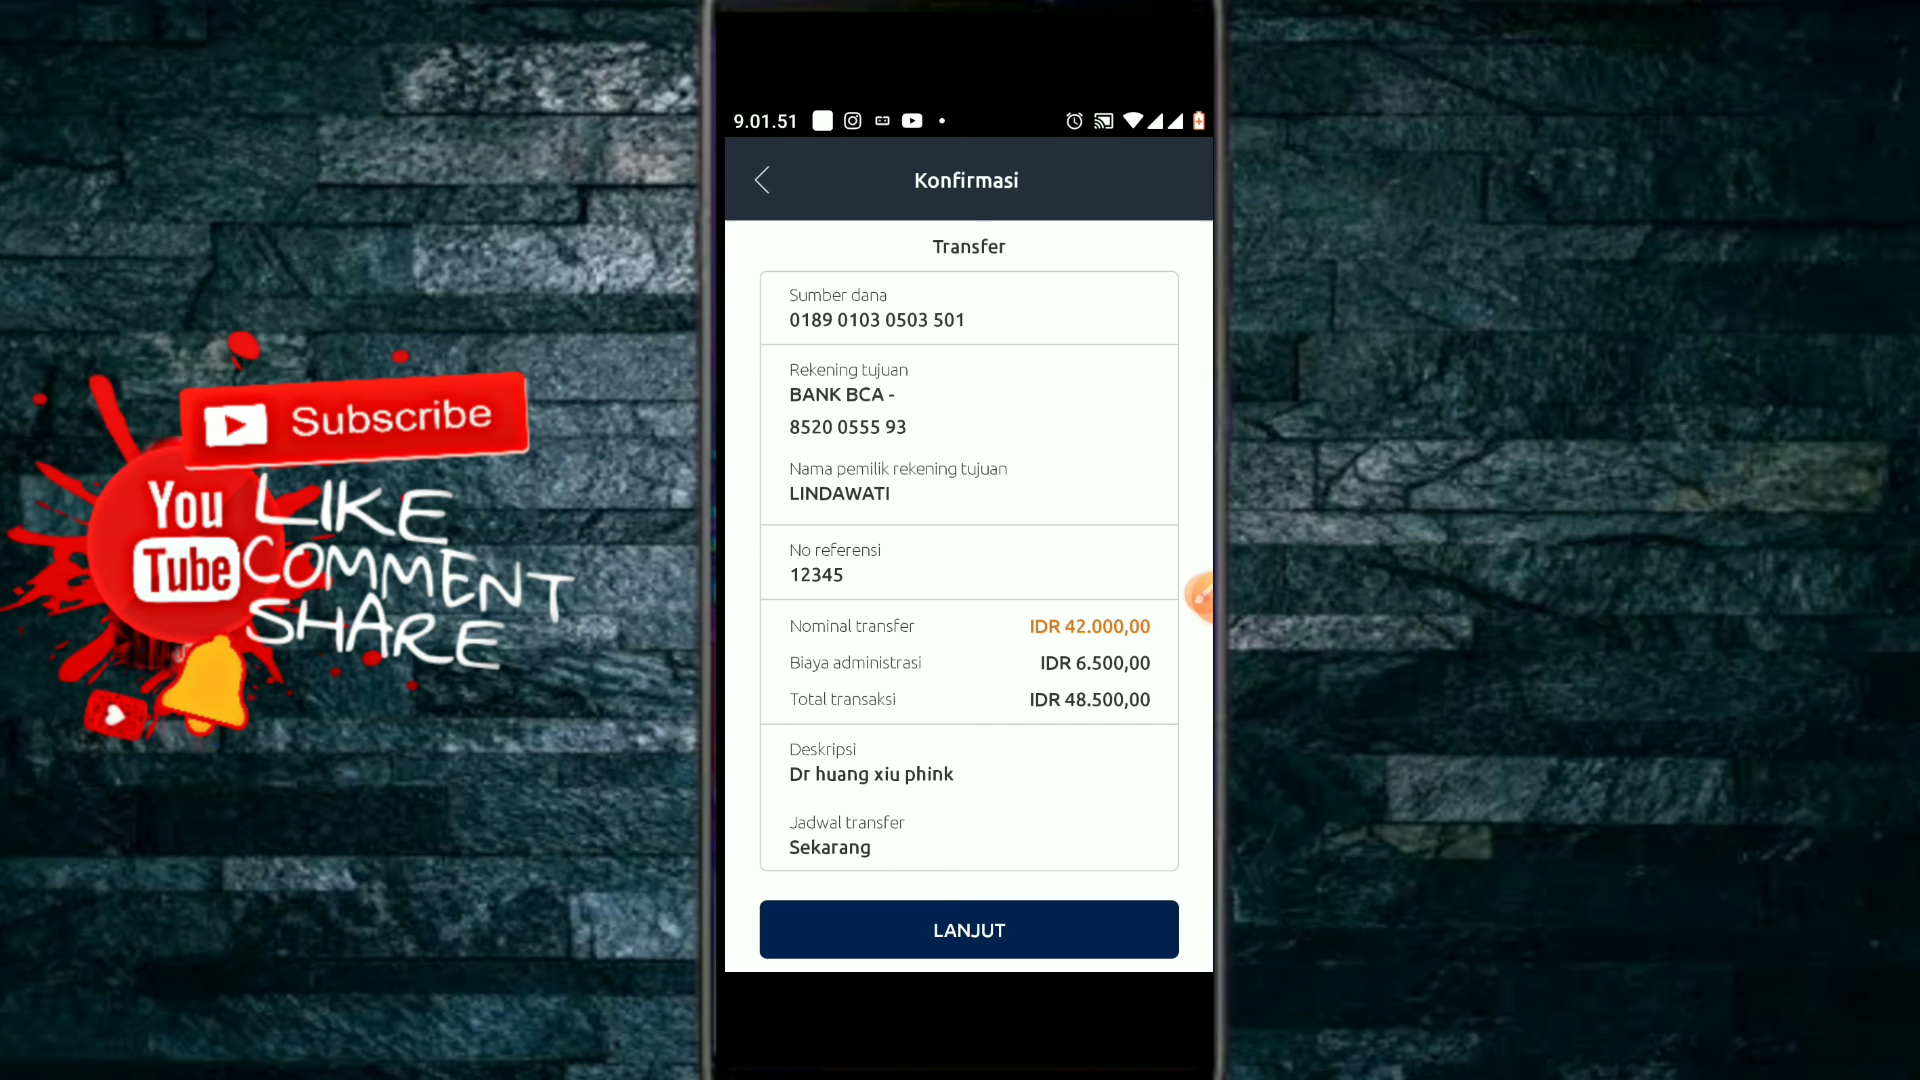 9.01.51
Konfirmasi
Transfer
Sumber dana
0189 0103 0503 501
Rekening tujuan
BANK BCA -
8520 0555 93
Nama pemilik rekening tujuan
LINDAWATI
No referensi
12345
Nominal transfer IDR 42.000,00
Biaya administrasi IDR 6.500,00
Total transaksi IDR 48.500,00
Deskripsi
Dr huang xiu phink
Jadwal transfer
Sekarang
LANJUT
Subscribe
You
Tube
LIKE
COMMENT
SHARE